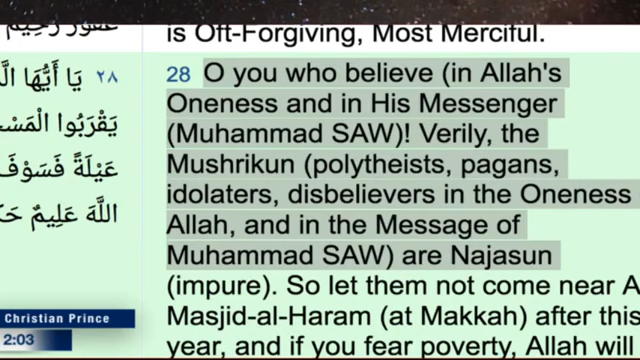 is Oft-Forgiving, Most Merciful.
28 O you who believe (in Allah's
Oneness and in His Messenger
(Muhammad SAW)! Verily, the
Mushrikun (polytheists, pagans,
idolaters, disbelievers in the Oneness
Allah, and in the Message of
Muhammad SAW) are Najasun
(impure). So let them not come near A
Masjid-al-Haram (at Makkah) after this
year, and if you fear poverty, Allah will
٢٨ يَا أَيُّهَا
يَقْرَبُوا
عَيْلَةً فَسَوْفَ
اللَّهَ عَلِيمٌ
Christian Prince
2:03